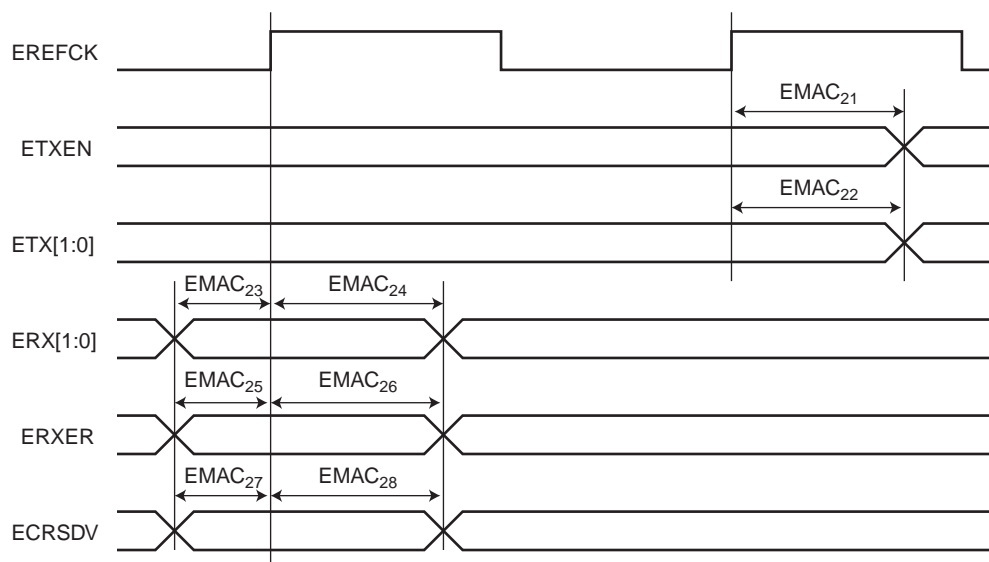 EREFCK
EMAC21
ETXEN
EMAC22
ETX[1:0]
EMAC23 EMAC24
ERX[1:0]
EMAC25 EMAC26
ERXER
EMAC27 EMAC28
ECRSDV